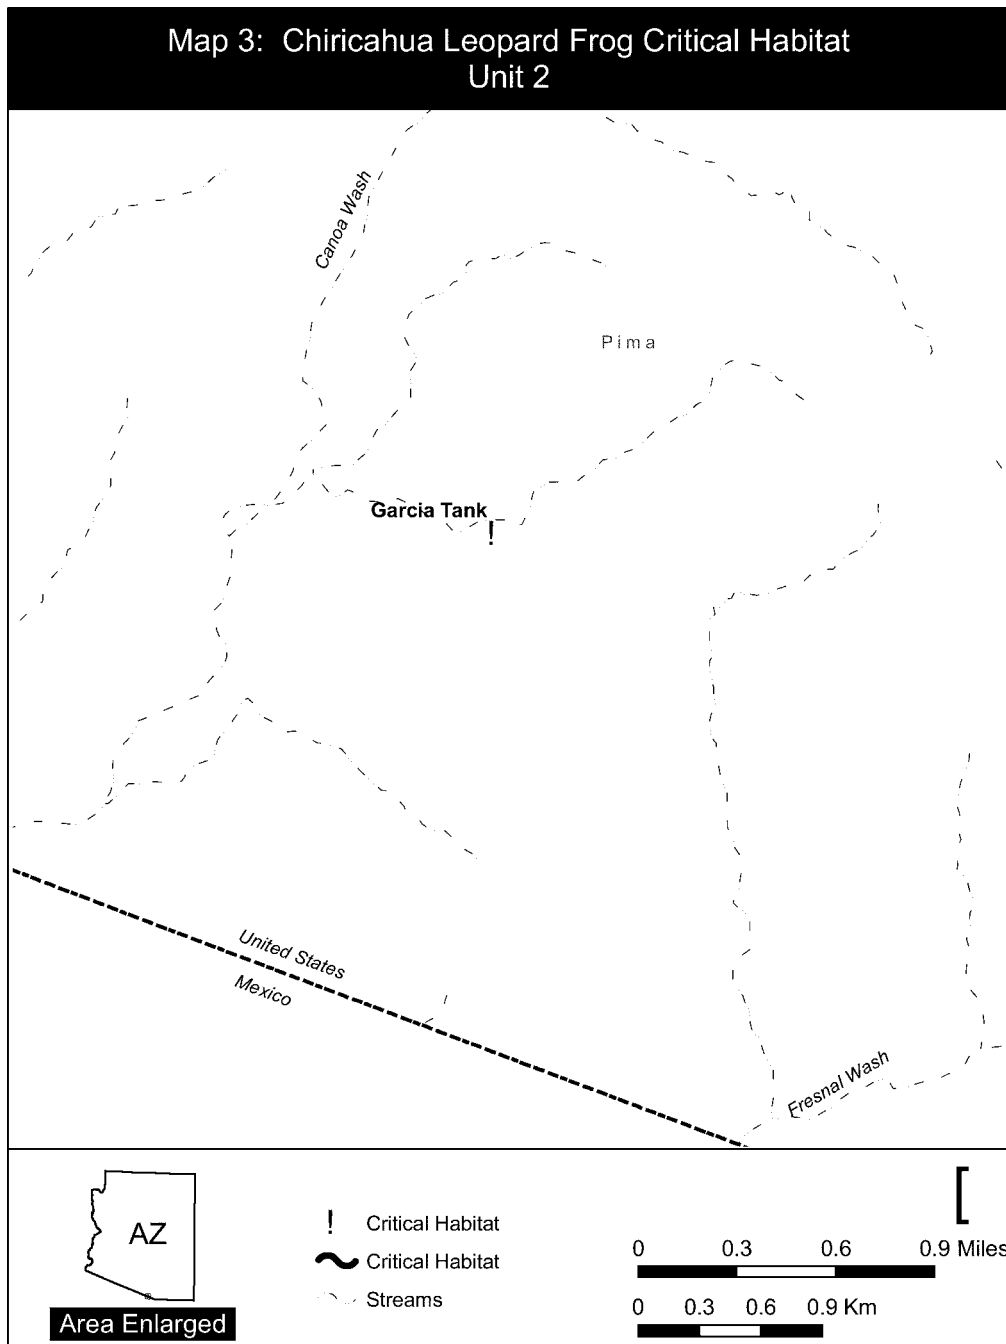 Map 3: Chiricahua Leopard Frog Critical Habitat
Unit 2
Canoa Wash
Pima
Garcia Tank
!
United States
Mexico
Fresnal Wash
AZ
Area Enlarged
! Critical Habitat
Critical Habitat
Streams
[
0 0.3 0.6 0.9 Miles
0 0.3 0.6 0.9 Km